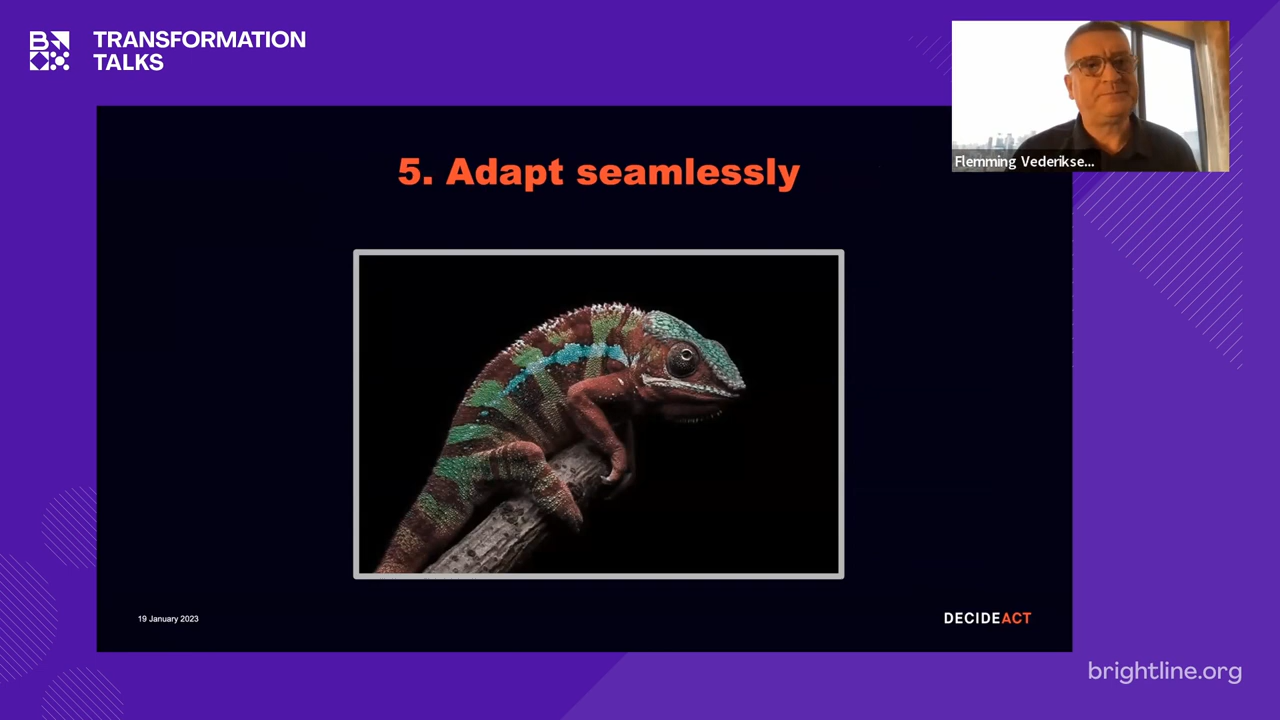 TRANSFORMATION
TALKS
Flemming Vederikse...
5. Adapt seamlessly
19 January 2023
DECIDEACT
brightline.org